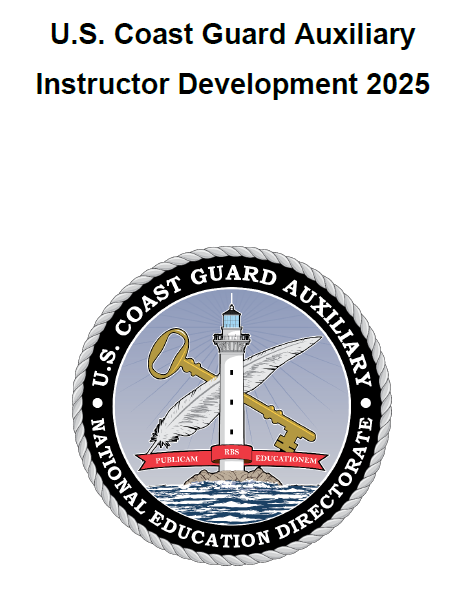 U.S. Coast Guard Auxiliary
Instructor Development 2025
U.S. COAST GUARD AUXILIARY
PUBLICAM RBS EDUCATIONEM
NATIONAL EDUCATION DIRECTORATE